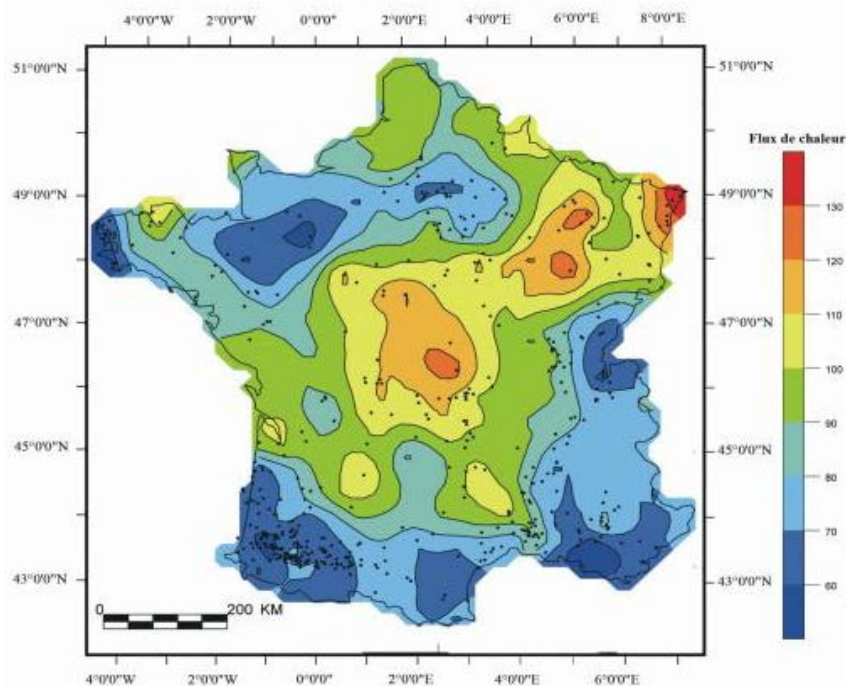 4°0'0"W 2°0'0"W 0°0'0" 2°0'0"E 4°0'0"E 6°0'0"E 8°0'0"E
51°0'0"N 51°0'0"N
Flux de chaleur
49°0'0"N 49°0'0"N
130
120
47°0'0"N 47°0'0"N
110
100
90
45°0'0"N 45°0'0"N
80
70
43°0'0"N 43°0'0"N
60
0 200 KM
4°0'0"W 2°0'0"W 0°0'0" 2°0'0"E 4°0'0"E 6°0'0"E